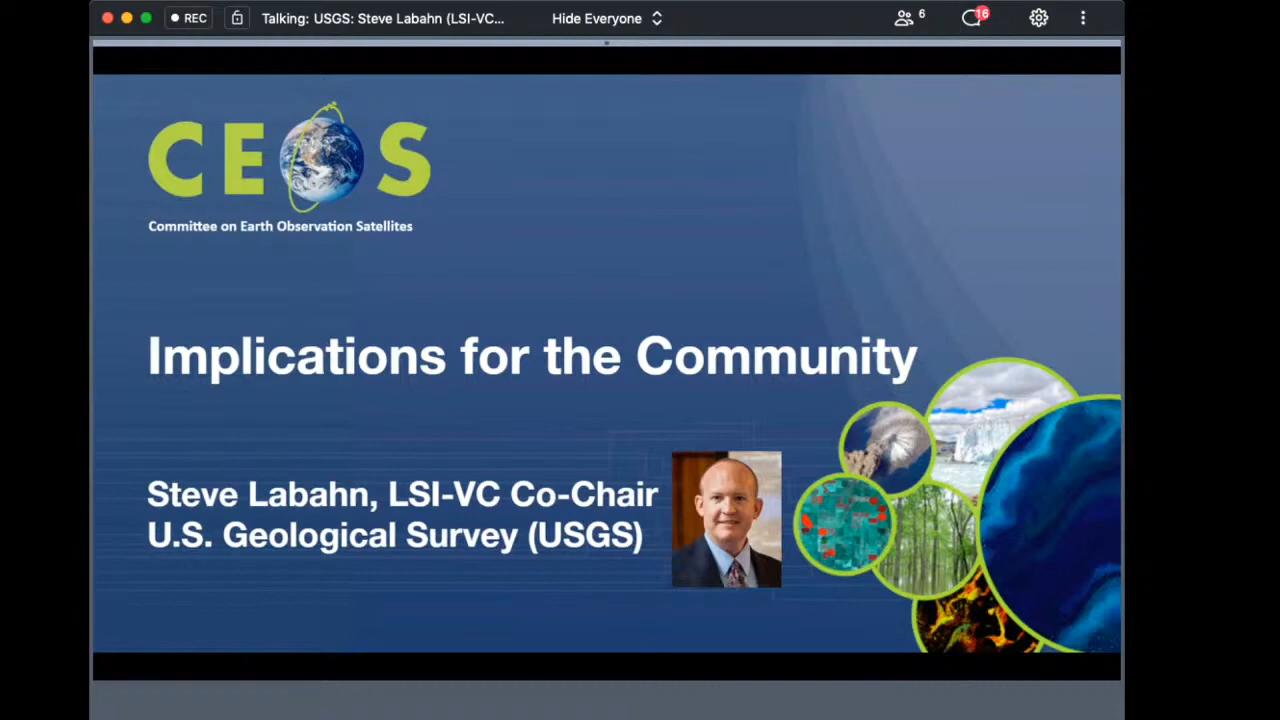 REC
Talking: USGS: Steve Labahn (LSI-VC...
Hide Everyone
6
16
CEOS
Committee on Earth Observation Satellites
Implications for the Community
Steve Labahn, LSI-VC Co-Chair
U.S. Geological Survey (USGS)